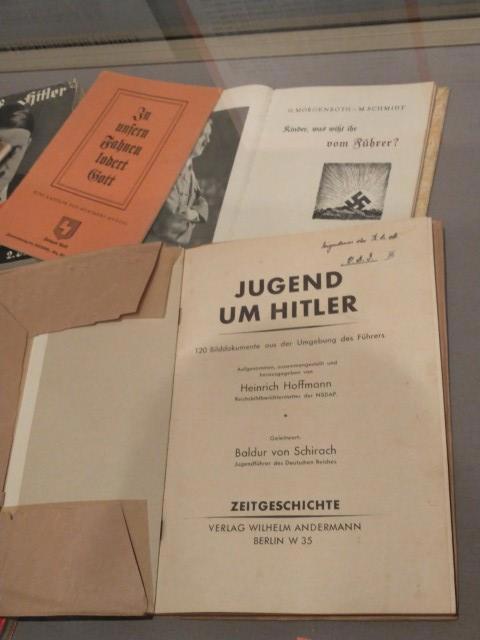 Hitler
In
unsern
Fahnen
lodert
Gott
G. MORGENROTH – M. SCHMIDT
Kinder, was wißt ihr
vom Führer?
JUGEND
UM HITLER
120 Bilddokumente aus der Umgebung des Führers
Aufgenommen, zusammengestellt und
herausgegeben von
Heinrich Hoffmann
Reichsbildberichterstatter der NSDAP.
Geleitwort:
Baldur von Schirach
Jugendführer des Deutschen Reiches
ZEITGESCHICHTE
VERLAG WILHELM ANDERMANN
BERLIN W 35